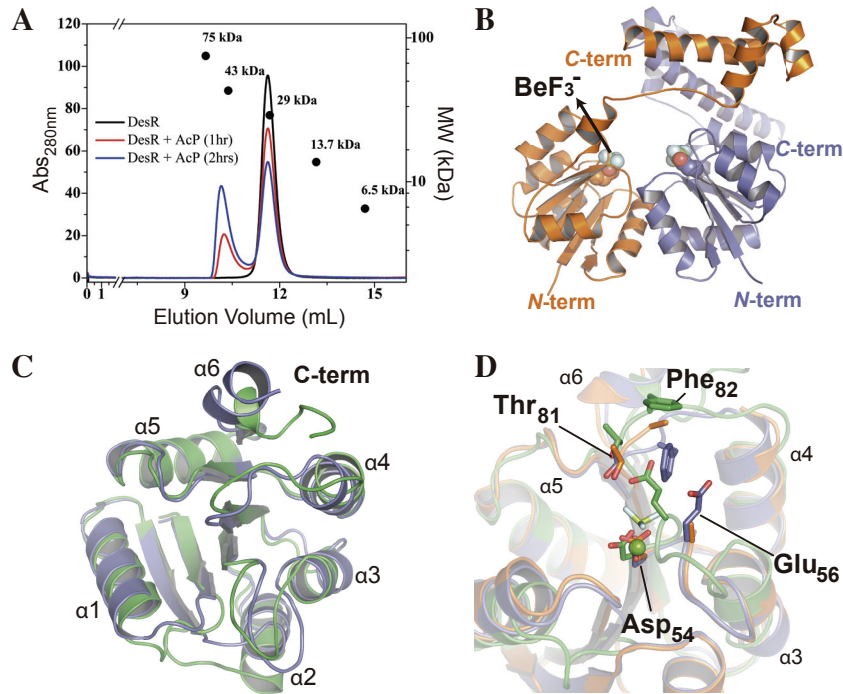 A
120
100
80
60
40
20
0
Abs280nm
75 kDa
43 kDa
29 kDa
13.7 kDa
6.5 kDa
DesR
DesR + AcP (1hr)
DesR + AcP (2hrs)
100
10
MW (kDa)
0 1 9 12 15
Elution Volume (mL)
B
C-term
BeF3-
C-term
N-term
N-term
C
α6
C-term
α5
α4
α3
α1
α2
D
α6
Phe82
Thr81
α4
α5
Glu56
Asp54
α3